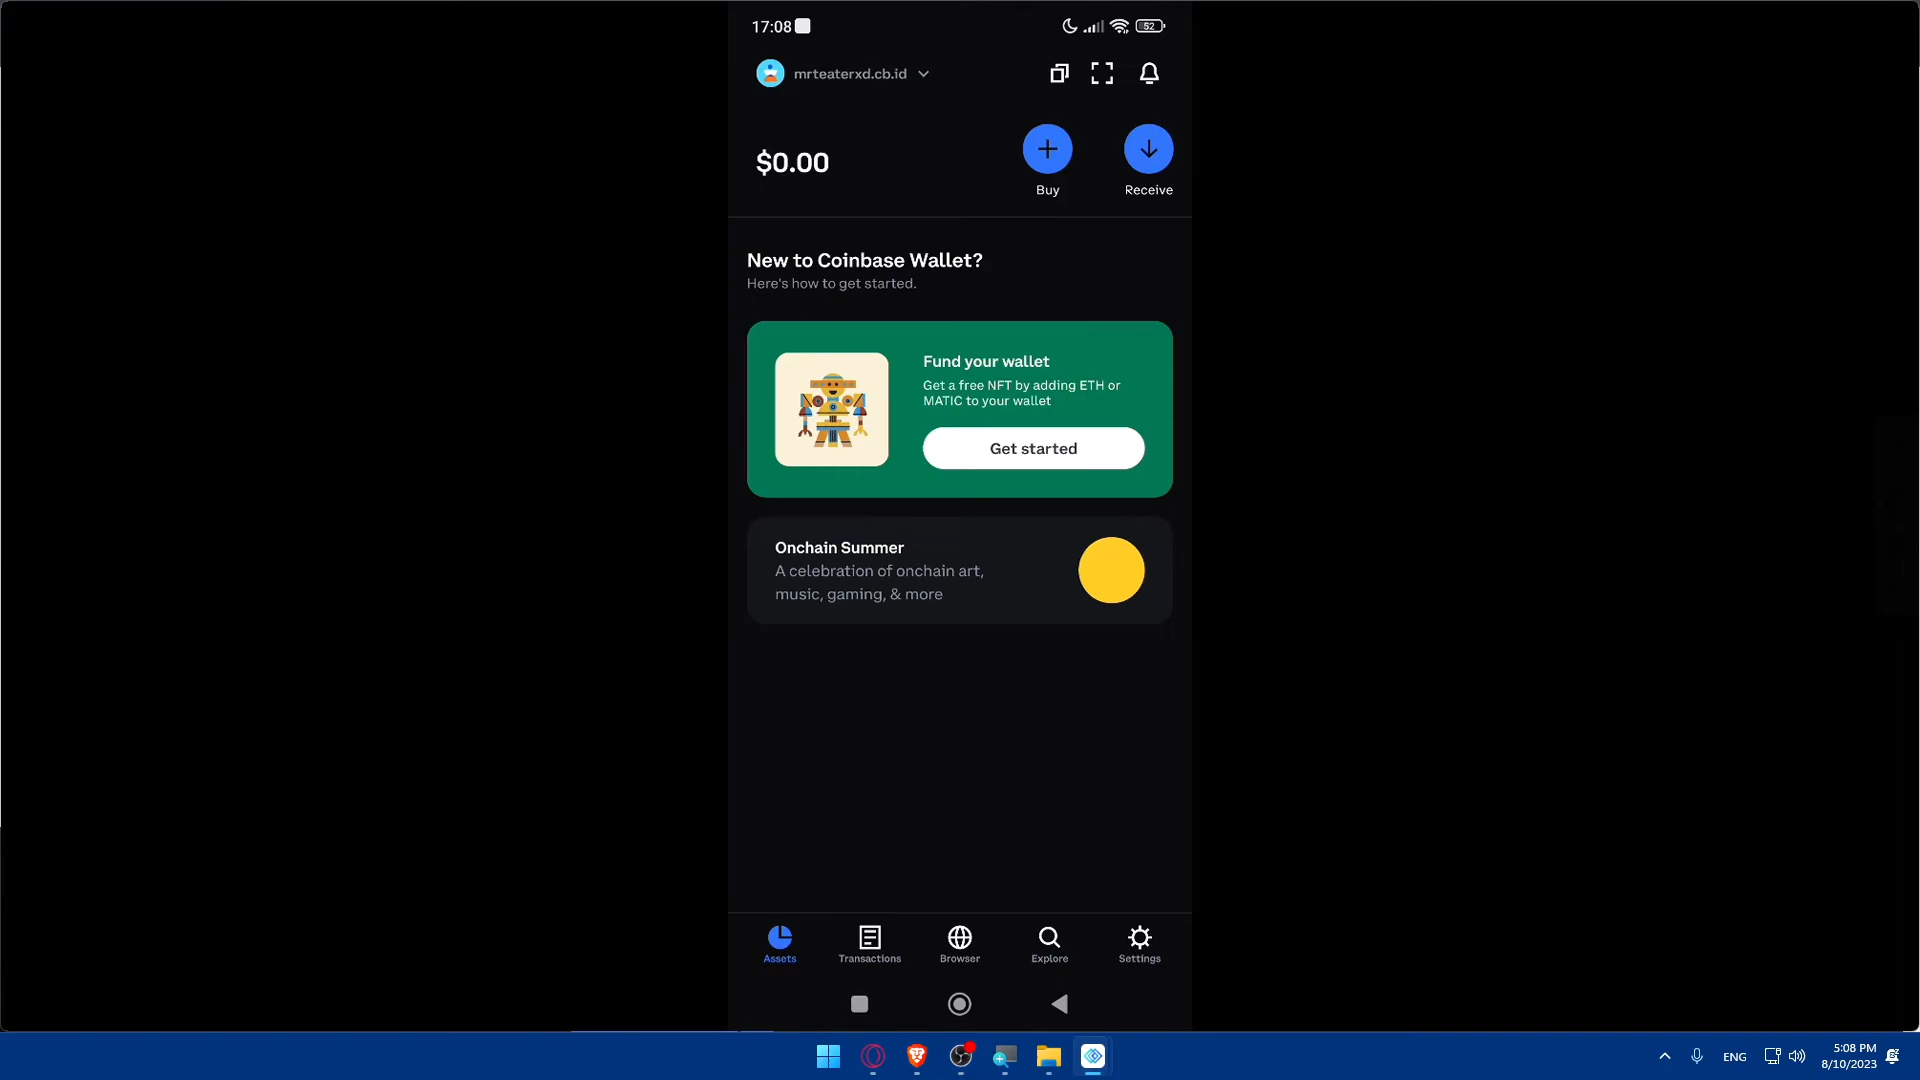 17:08
52
mrteaterxd.cb.id
$0.00
Buy
Receive
New to Coinbase Wallet?
Here's how to get started.
Fund your wallet
Get a free NFT by adding ETH or
MATIC to your wallet
Get started
Onchain Summer
A celebration of onchain art,
music, gaming, & more
Assets
Transactions
Browser
Explore
Settings
ENG
5:08 PM
8/10/2023